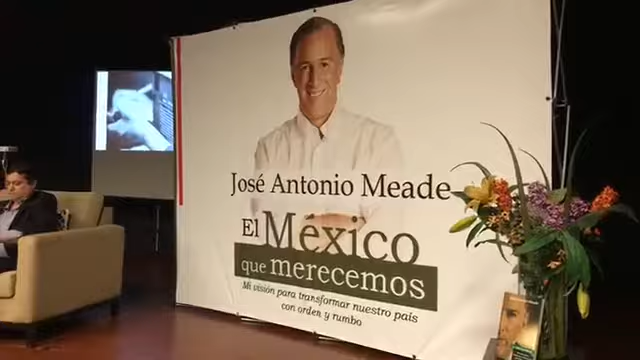 José Antonio Meade
El México
que merecemos
Mi visión para transformar nuestro país
con orden y rumbo